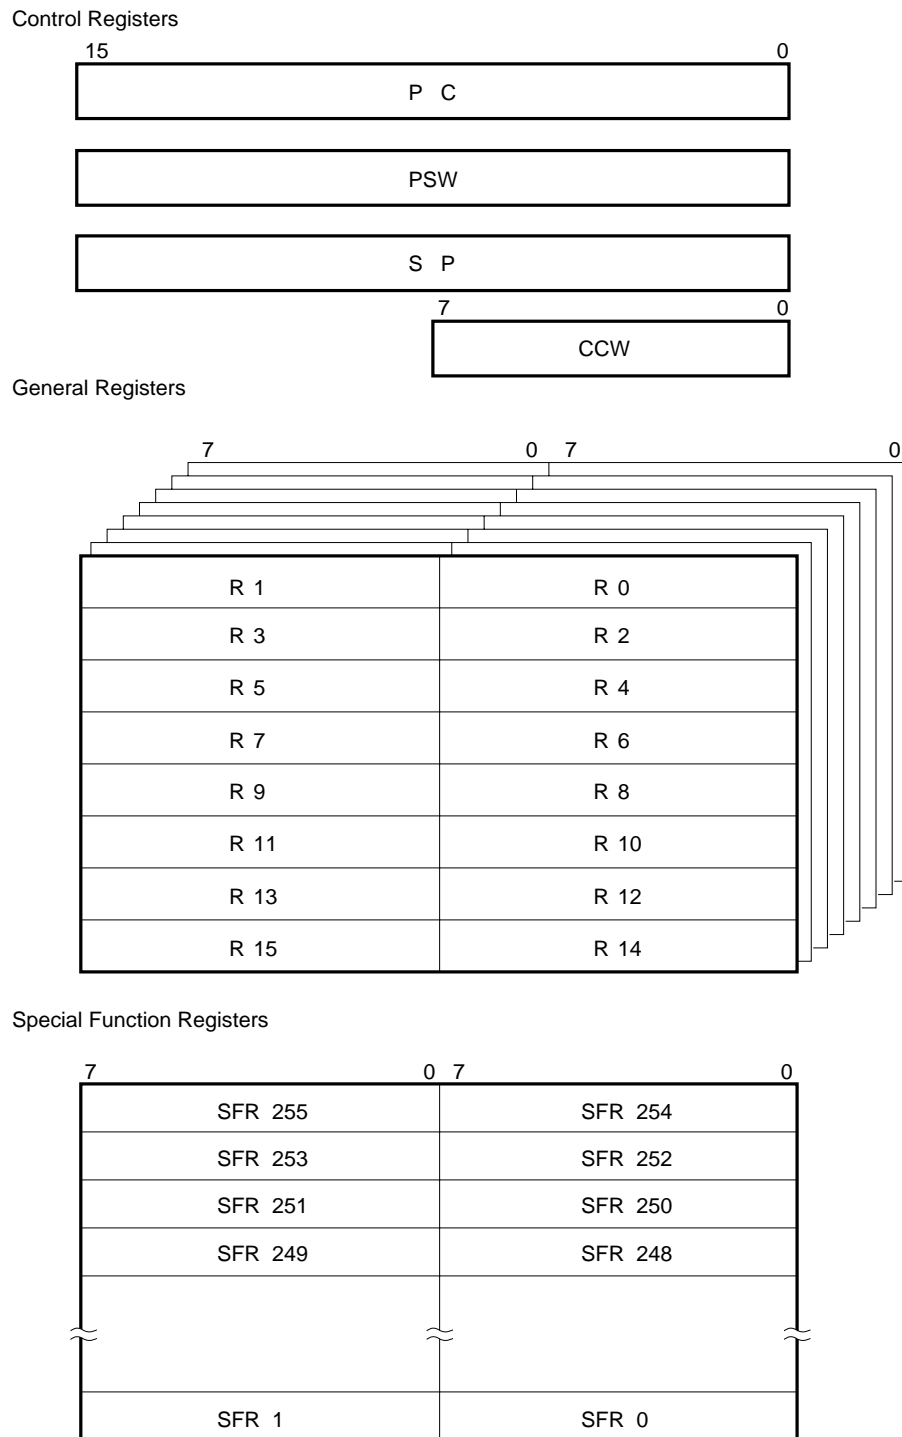 Control Registers
15 0
P C
PSW
S P
7 0
CCW
General Registers
7 0 7 0
R 1 R 0
R 3 R 2
R 5 R 4
R 7 R 6
R 9 R 8
R 11 R 10
R 13 R 12
R 15 R 14
Special Function Registers
7 0 7 0
SFR 255 SFR 254
SFR 253 SFR 252
SFR 251 SFR 250
SFR 249 SFR 248
SFR 1 SFR 0